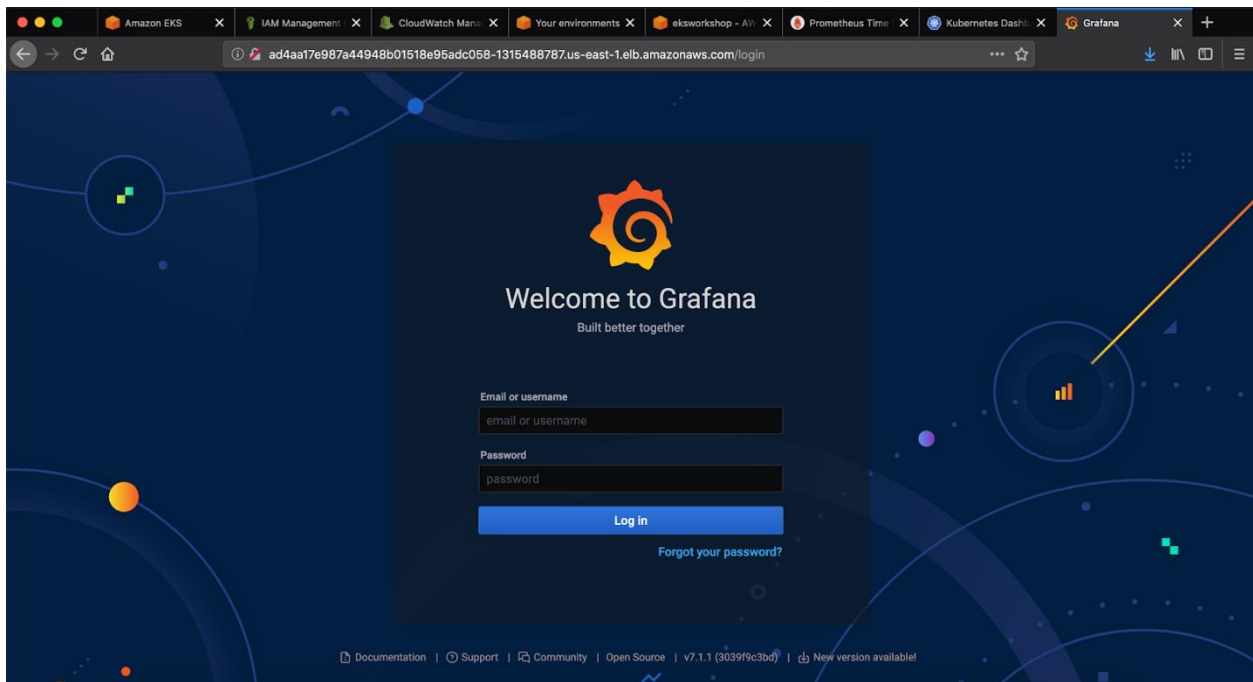 Amazon EKS
IAM Management
CloudWatch Mana
Your environments
eksworkshop - AW
Prometheus Time
Kubernetes Dashb
Grafana
ad4aa17e987a44948b01518e95adc058-1315488787.us-east-1.elb.amazonaws.com/login
Welcome to Grafana
Built better together
Email or username
email or username
Password
password
Log in
Forgot your password?
Documentation | Support | Community | Open Source | v7.1.1 (3039f9c3bd) | New version available!